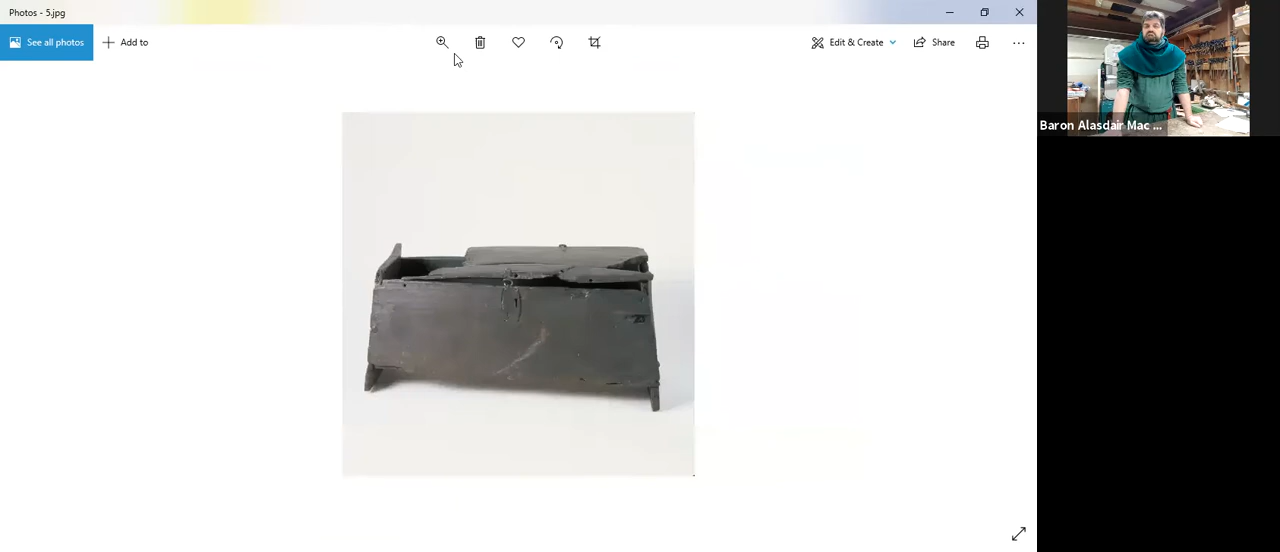 Photos - 5.jpg
See all photos
Add to
Edit & Create
Share
Baron Alasdair Mac ...